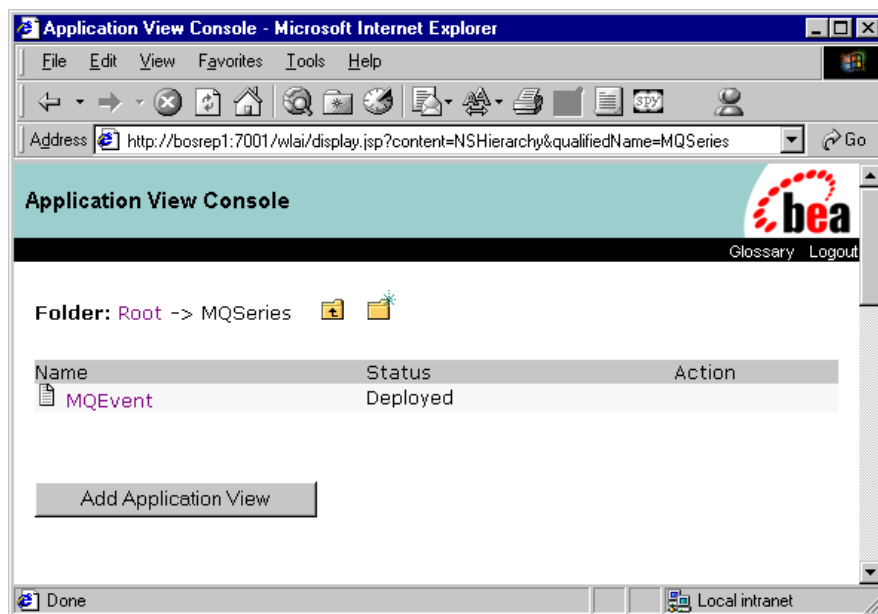 Application View Console - Microsoft Internet Explorer
File Edit View Favorites Tools Help
SPY
Address http://bosrep1:7001/wlai/display.jsp?content=NSHierarchy&qualifiedName=MQSeries Go
Application View Console
bea
Glossary Logout
Folder: Root -> MQSeries
Name Status Action
MQEvent Deployed
Add Application View
Done Local intranet